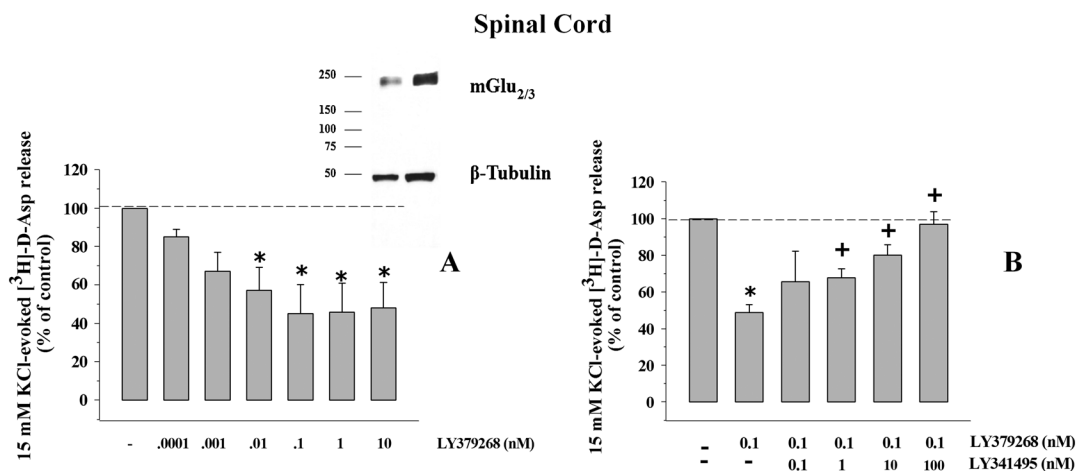 Spinal Cord
250
150
100
75
50
mGlu2/3
β-Tubulin
15 mM KCl-evoked [3H]-D-Asp release
(% of control)
120
100
80
60
40
20
0
* * * *
A
- .0001 .001 .01 .1 1 10 LY379268 (nM)
15 mM KCl-evoked [3H]-D-Asp release
(% of control)
120
100
80
60
40
20
0
* + + +
B
- 0.1 0.1 0.1 0.1 0.1 LY379268 (nM)
- - 0.1 1 10 100 LY341495 (nM)